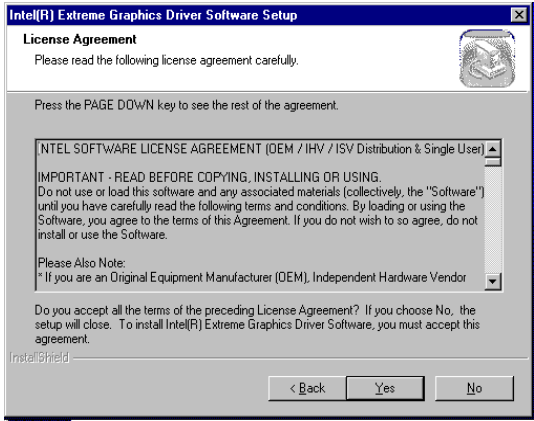 Intel(R) Extreme Graphics Driver Software Setup
License Agreement
Please read the following license agreement carefully.
Press the PAGE DOWN key to see the rest of the agreement.
NTEL SOFTWARE LICENSE AGREEMENT (OEM / IHV / ISV Distribution & Single User)
IMPORTANT - READ BEFORE COPYING, INSTALLING OR USING.
Do not use or load this software and any associated materials (collectively, the "Software")
until you have carefully read the following terms and conditions. By loading or using the
Software, you agree to the terms of this Agreement. If you do not wish to so agree, do not
install or use the Software.
Please Also Note:
* If you are an Original Equipment Manufacturer (OEM), Independent Hardware Vendor
Do you accept all the terms of the preceding License Agreement? If you choose No, the
setup will close. To install Intel(R) Extreme Graphics Driver Software, you must accept this
agreement.
InstallShield
< Back Yes No